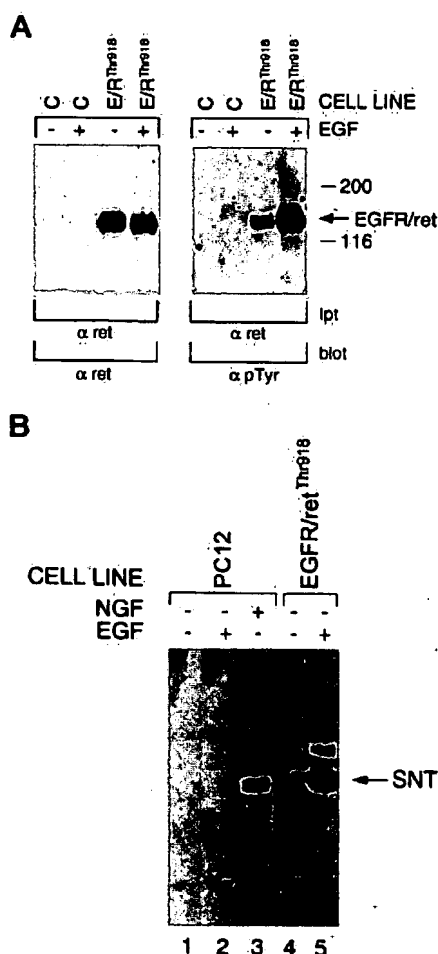 A
C C E/R^Thr918 E/R^Thr918 CELL LINE
- + - + EGF
C C E/R^Thr918 E/R^Thr918
- + - +
— 200
← EGFR/ret
— 116
α ret α ret Ipt
α ret α pTyr blot
B
PC12 EGFR/ret^Thr918
CELL LINE
NGF - - + - -
EGF - + - - +
← SNT
1 2 3 4 5